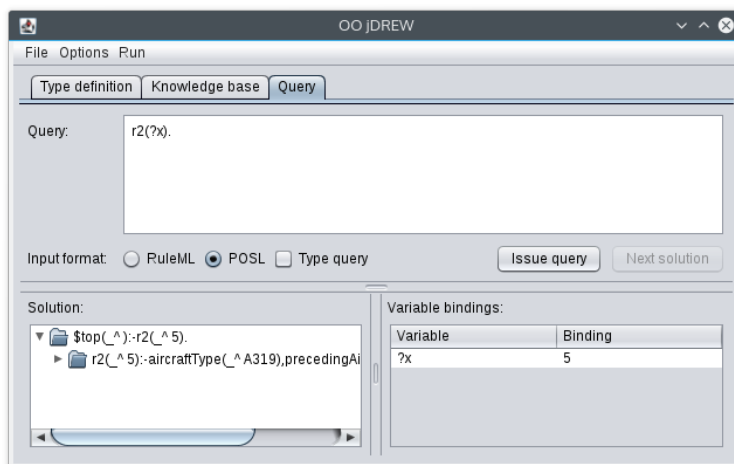 OO jDREW
File Options Run
Type definition Knowledge base Query
Query:
r2(?x).
Input format: RuleML POSL Type query Issue query Next solution
Solution:
$top(_^):-r2(_^ 5).
r2(_^ 5):-aircraftType(_^ A319),precedingAi
Variable bindings:
Variable Binding
?x 5